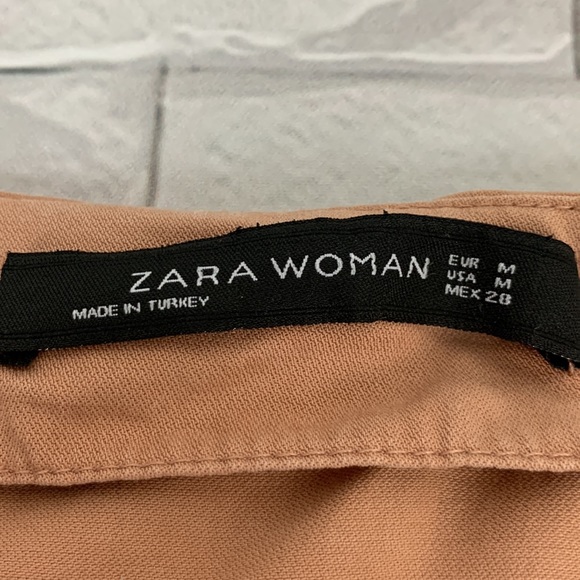 ZARA WOMAN
MADE IN TURKEY
EUR M
USA M
MEX 28